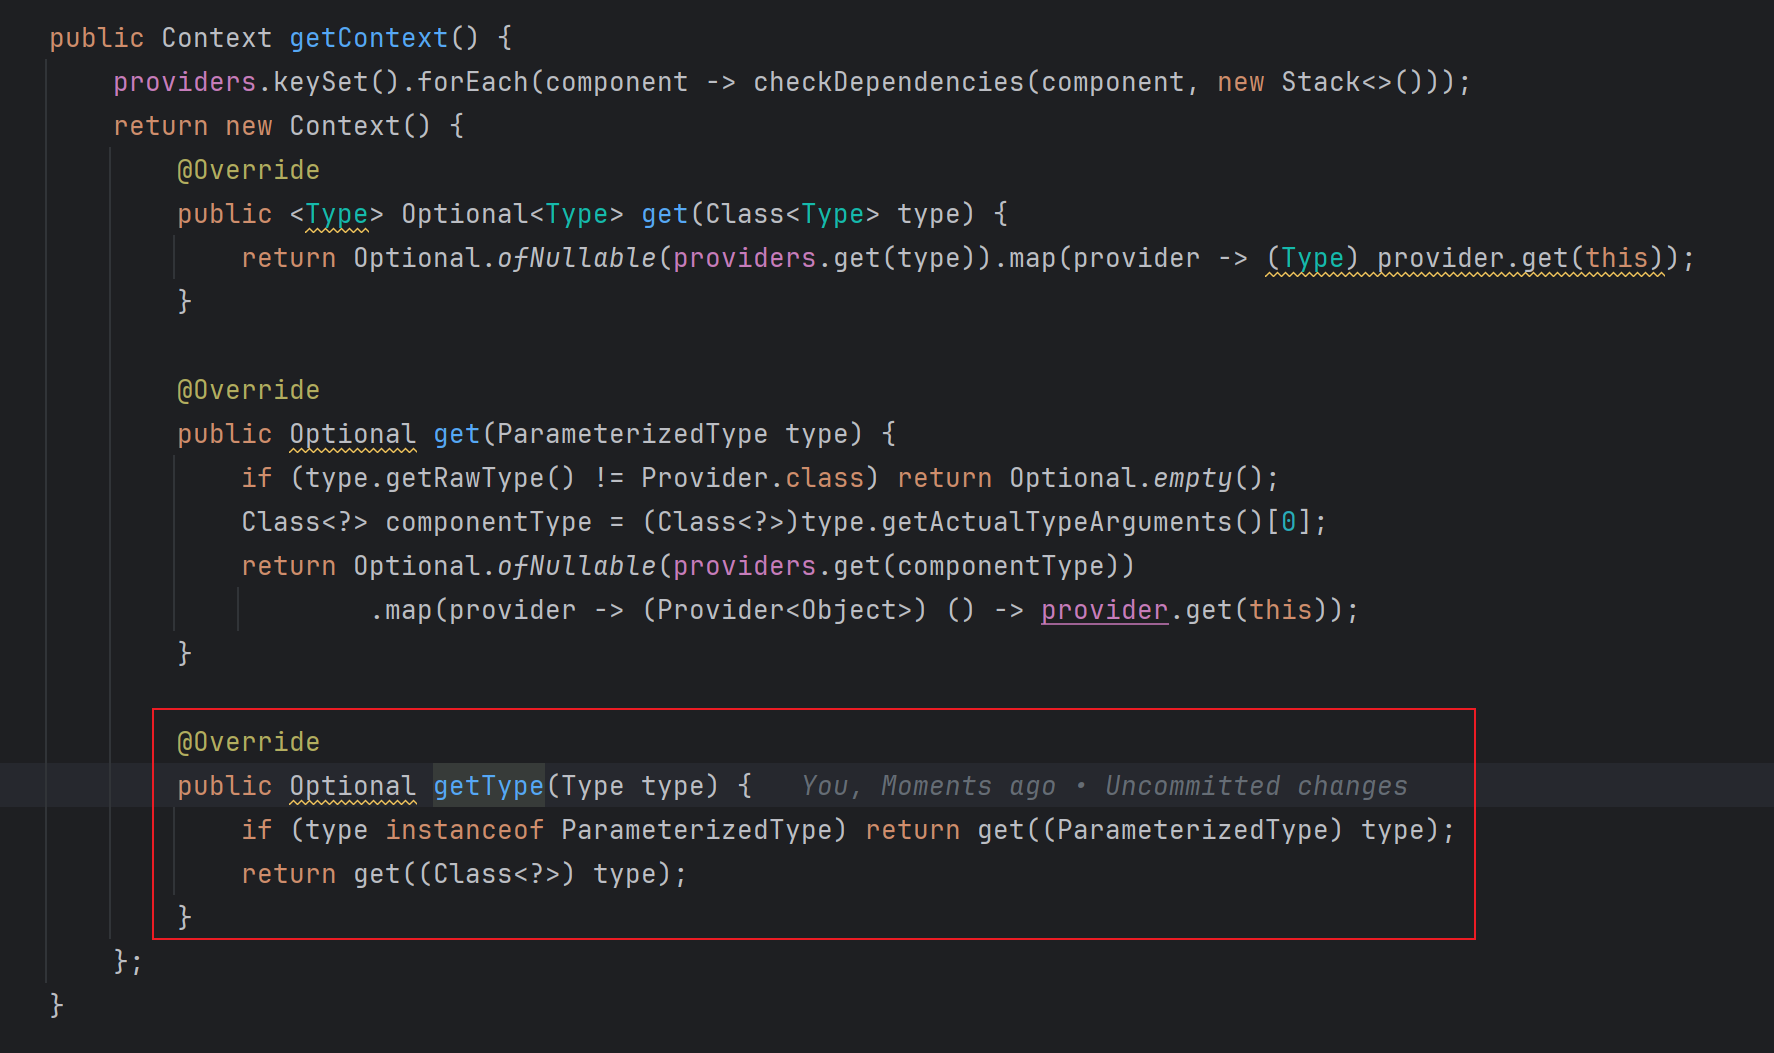 public Context getContext() {
providers.keySet().forEach(component -> checkDependencies(component, new Stack<>()));
return new Context() {
@Override
public <Type> Optional<Type> get(Class<Type> type) {
return Optional.ofNullable(providers.get(type)).map(provider -> (Type) provider.get(this));
}
@Override
public Optional get(ParameterizedType type) {
if (type.getRawType() != Provider.class) return Optional.empty();
Class<?> componentType = (Class<?>)type.getActualTypeArguments()[0];
return Optional.ofNullable(providers.get(componentType))
.map(provider -> (Provider<Object>) () -> provider.get(this));
}
@Override
public Optional getType(Type type) { You, Moments ago • Uncommitted changes
if (type instanceof ParameterizedType) return get((ParameterizedType) type);
return get((Class<?>) type);
}
};
}